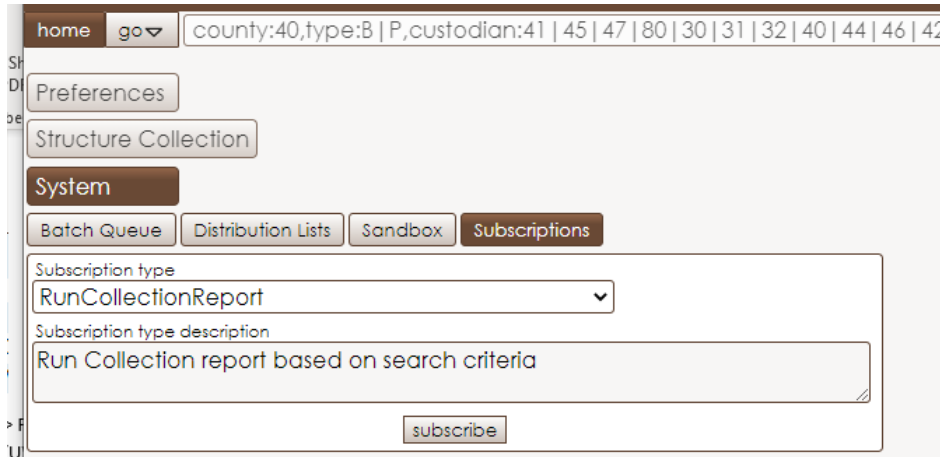 home go county:40,type:B|P,custodian:41|45|47|80|30|31|32|40|44|46|42
Preferences
Structure Collection
System
Batch Queue Distribution Lists Sandbox Subscriptions
Subscription type
RunCollectionReport
Subscription type description
Run Collection report based on search criteria
subscribe